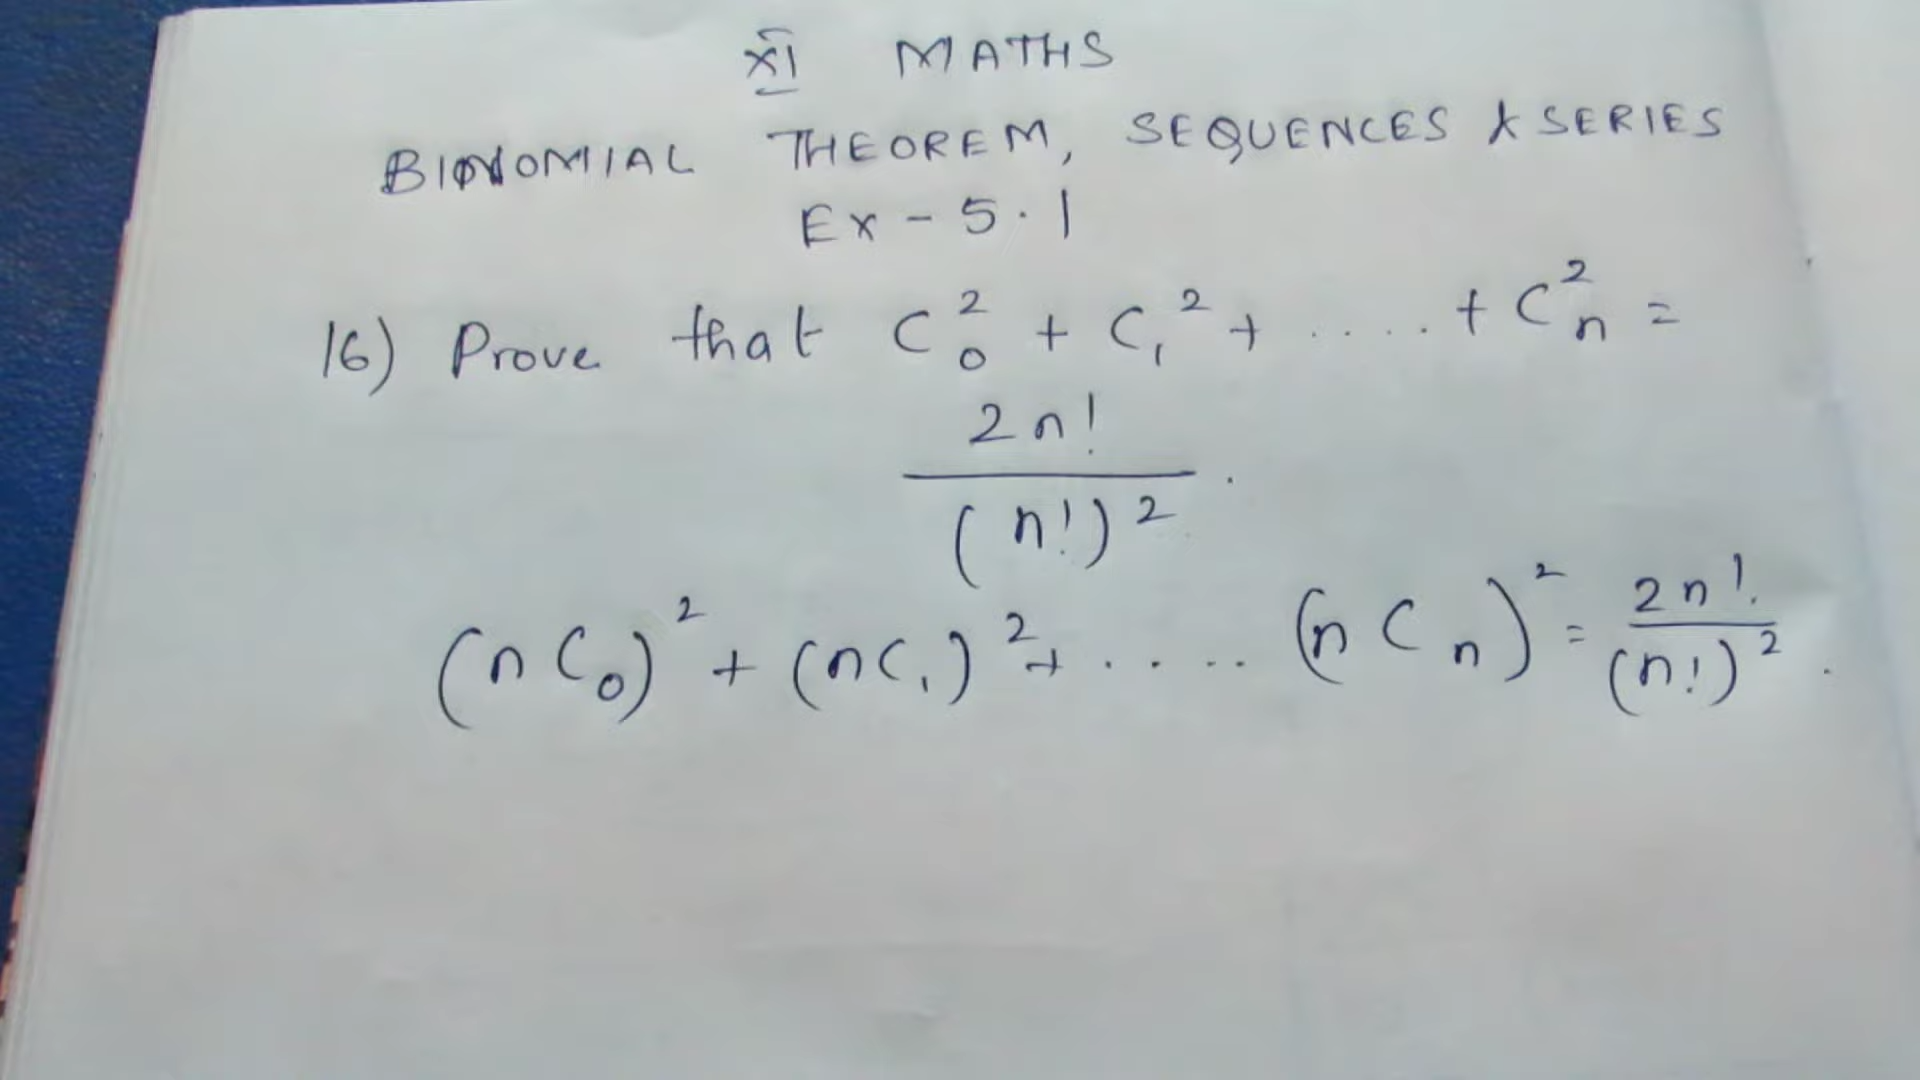 XI MATHS
BINOMIAL THEOREM, SEQUENCES & SERIES
Ex - 5.1
16) Prove that C₀² + C₁² + ..... + Cₙ² =
2n!
(n!)² .
(nC₀)² + (nC₁)² + ..... (nCₙ)² = 2n!/(n!)² .